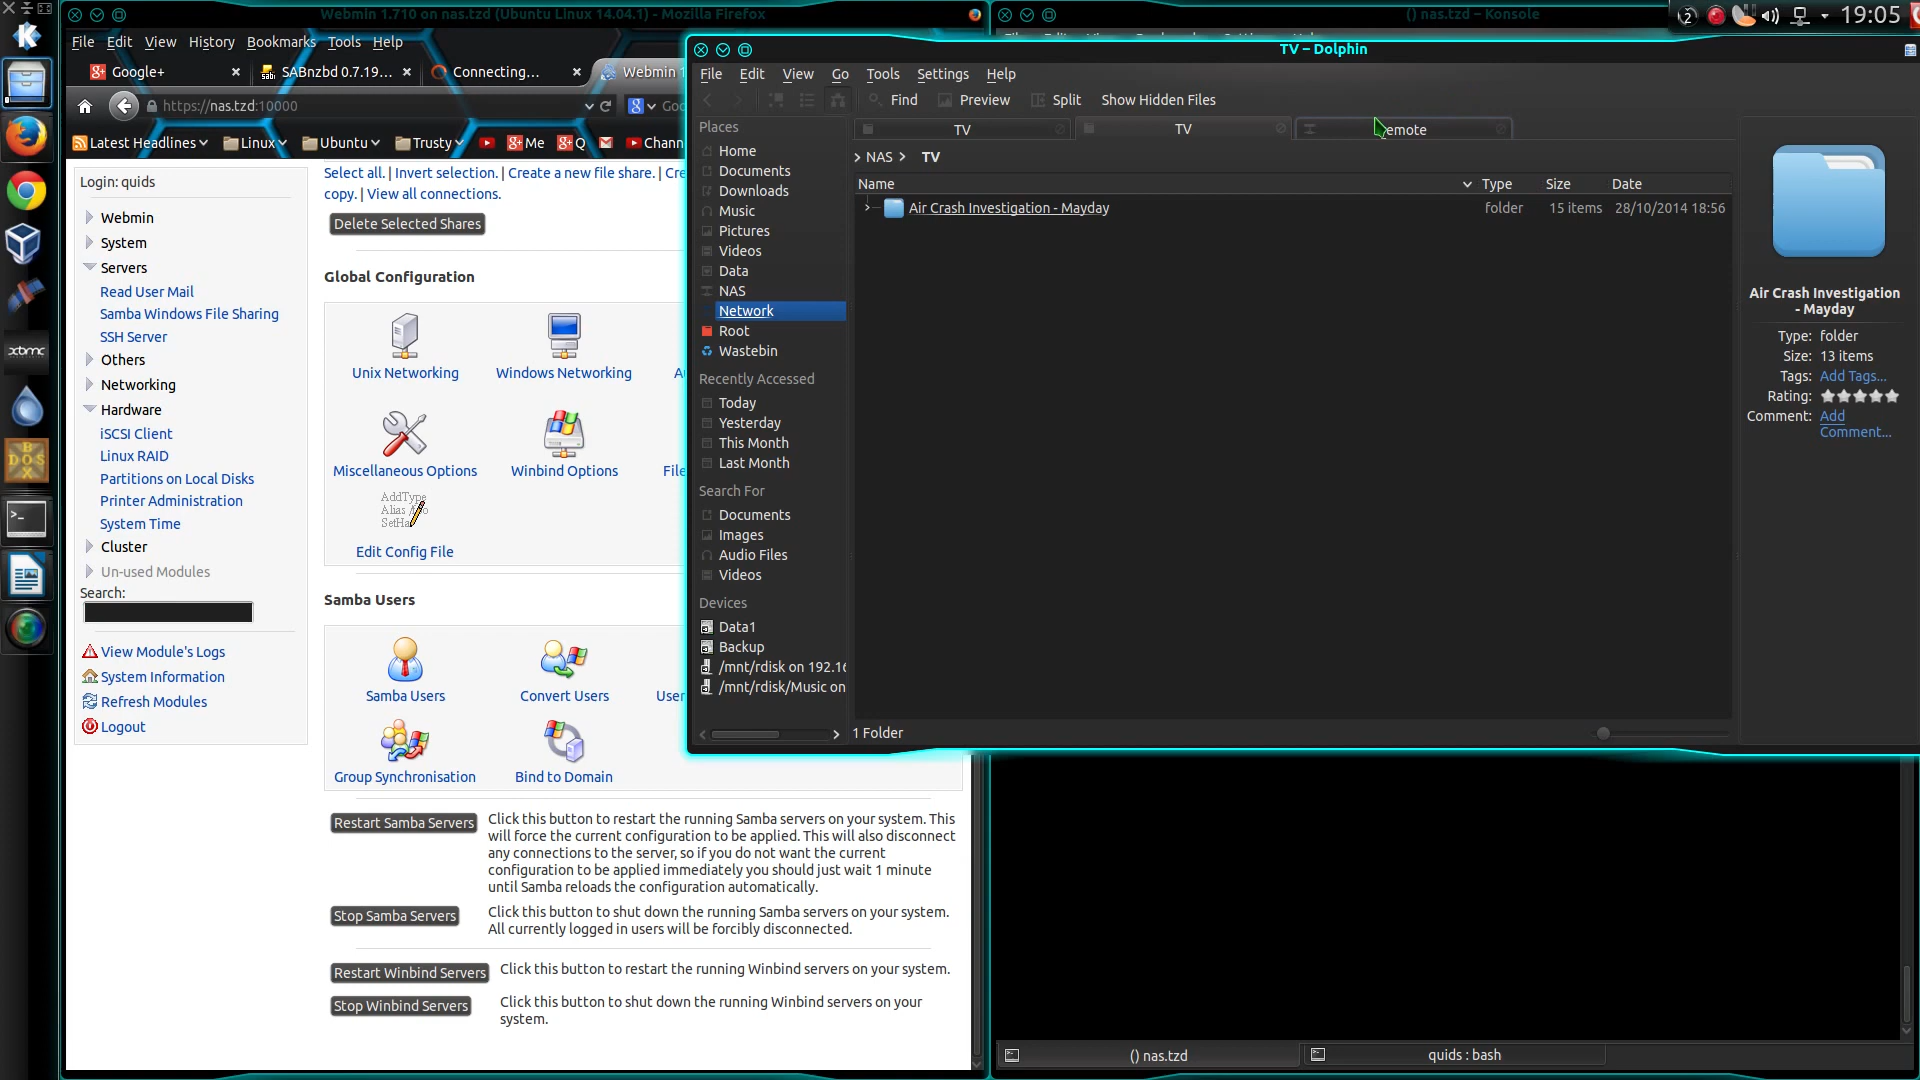 Webmin 1.710 on nas.tzd (Ubuntu Linux 14.04.1) - Mozilla Firefox
() nas.tzd – Konsole
2
19:05
File Edit View History Bookmarks Tools Help
Google+
SABnzbd 0.7.19...
Connecting...
Webmin 1
https://nas.tzd:10000
Goo
Latest Headlines
Linux
Ubuntu
Trusty
Me
Q
Chann
Login: quids
Webmin
System
Servers
Read User Mail
Samba Windows File Sharing
SSH Server
Others
Networking
Hardware
iSCSI Client
Linux RAID
Partitions on Local Disks
Printer Administration
System Time
Cluster
Un-used Modules
Search:
View Module's Logs
System Information
Refresh Modules
Logout
xbmc
DOS
BOX
Select all. | Invert selection. | Create a new file share. | Cre
copy. | View all connections.
Delete Selected Shares
Global Configuration
Unix Networking
Windows Networking
Miscellaneous Options
Winbind Options
File
AddType
Alias
SetHa
Edit Config File
Samba Users
Samba Users
Convert Users
User
Group Synchronisation
Bind to Domain
Restart Samba Servers
Click this button to restart the running Samba servers on your system. This
will force the current configuration to be applied. This will also disconnect
any connections to the server, so if you do not want the current
configuration to be applied immediately you should just wait 1 minute
until Samba reloads the configuration automatically.
Stop Samba Servers
Click this button to shut down the running Samba servers on your system.
All currently logged in users will be forcibly disconnected.
Restart Winbind Servers
Click this button to restart the running Winbind servers on your system.
Stop Winbind Servers
Click this button to shut down the running Winbind servers on your
system.
TV – Dolphin
File Edit View Go Tools Settings Help
Find Preview Split Show Hidden Files
Places
Home
Documents
Downloads
Music
Pictures
Videos
Data
NAS
Network
Root
Wastebin
Recently Accessed
Today
Yesterday
This Month
Last Month
Search For
Documents
Images
Audio Files
Videos
Devices
Data1
Backup
/mnt/rdisk on 192.16
/mnt/rdisk/Music on
TV
TV
emote
NAS > TV
Name Type Size Date
Air Crash Investigation - Mayday folder 15 items 28/10/2014 18:56
1 Folder
Air Crash Investigation
- Mayday
Type: folder
Size: 13 items
Tags: Add Tags...
Rating:
Comment: Add
Comment...
() nas.tzd
quids : bash